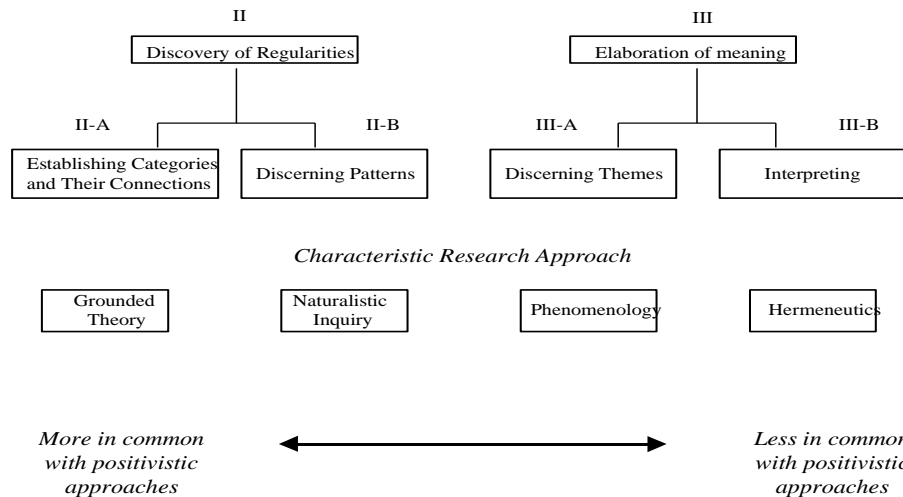 II
III
Discovery of Regularities
Elaboration of meaning
II-A
II-B
III-A
III-B
Establishing Categories
and Their Connections
Discerning Patterns
Discerning Themes
Interpreting
Characteristic Research Approach
Grounded
Theory
Naturalistic
Inquiry
Phenomenology
Hermeneutics
More in common
with positivistic
approaches
Less in common
with positivistic
approaches